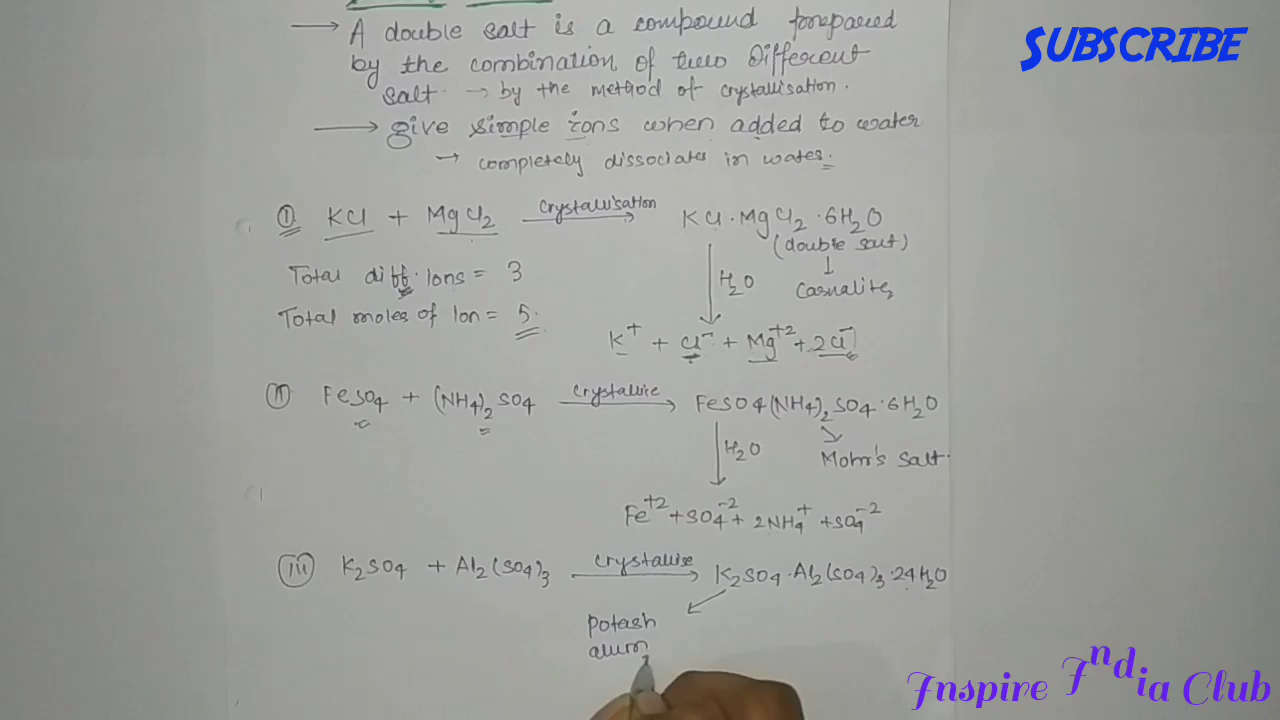 SUBSCRIBE
→ A double salt is a compound prepared
by the combination of two Different
salt. → by the method of crystallisation.
→ give simple ions when added to water
→ completely dissociates in water.
① KCl + MgCl₂ —crystallisation→ KCl·MgCl₂·6H₂O
(double salt)
↓
Total diff. Ions = 3
↓ H₂O
Total moles of Ion = 5.
K⁺ + Cl⁻ + Mg⁺² + 2Cl⁻
(ii) FeSO₄ + (NH₄)₂SO₄ —crystallise→ FeSO₄(NH₄)₂SO₄·6H₂O
↓ H₂O
Mohr's salt.
Fe⁺² + SO₄⁻² + 2NH₄⁺ + SO₄⁻²
(iii) K₂SO₄ + Al₂(SO₄)₃ —crystallise→ K₂SO₄·Al₂(SO₄)₃·24H₂O
Potash
alum
Inspire India Club